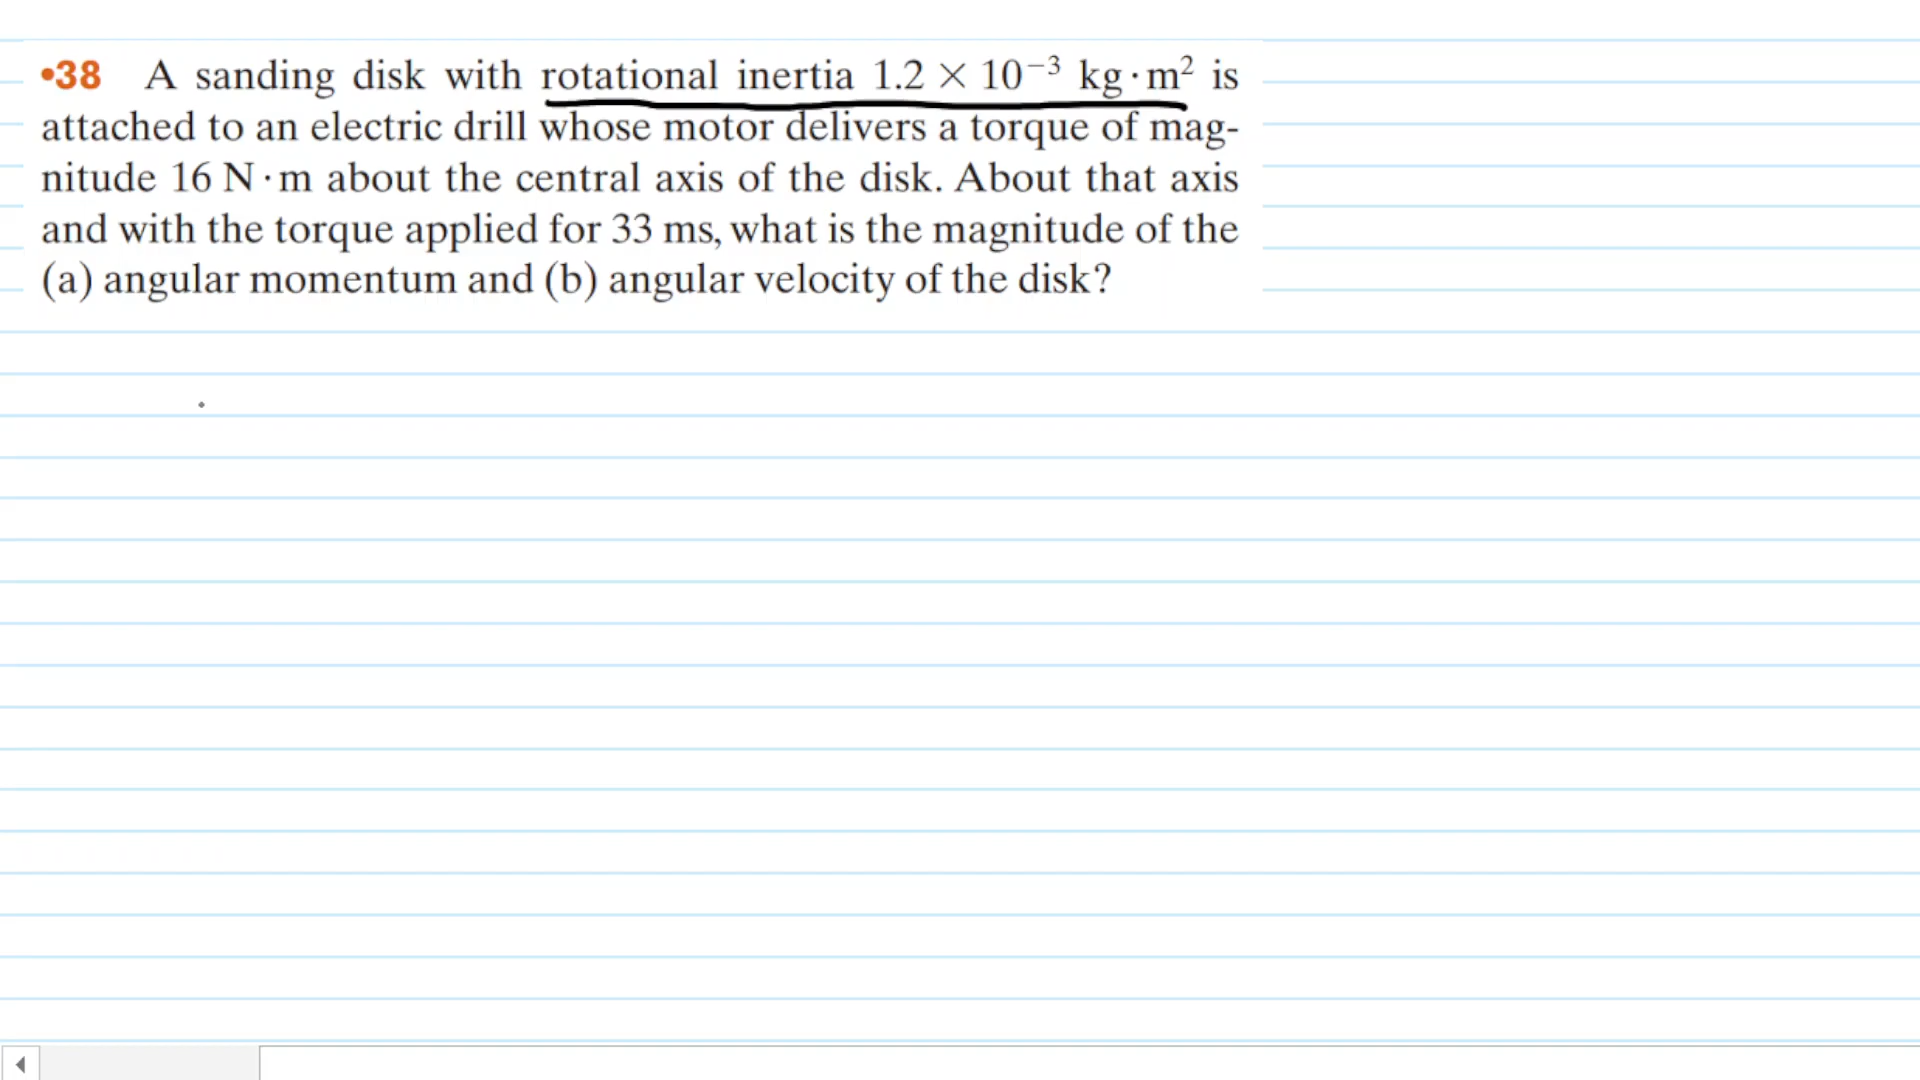 •38 A sanding disk with rotational inertia 1.2 × 10⁻³ kg·m² is
attached to an electric drill whose motor delivers a torque of mag-
nitude 16 N·m about the central axis of the disk. About that axis
and with the torque applied for 33 ms, what is the magnitude of the
(a) angular momentum and (b) angular velocity of the disk?